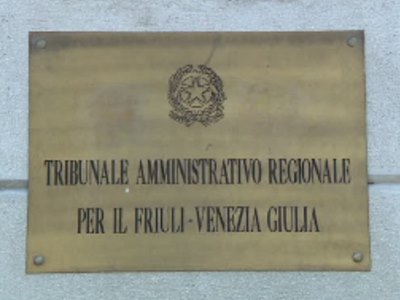 TRIBUNALE AMMINISTRATIVO REGIONALE
PER IL FRIULI-VENEZIA GIULIA